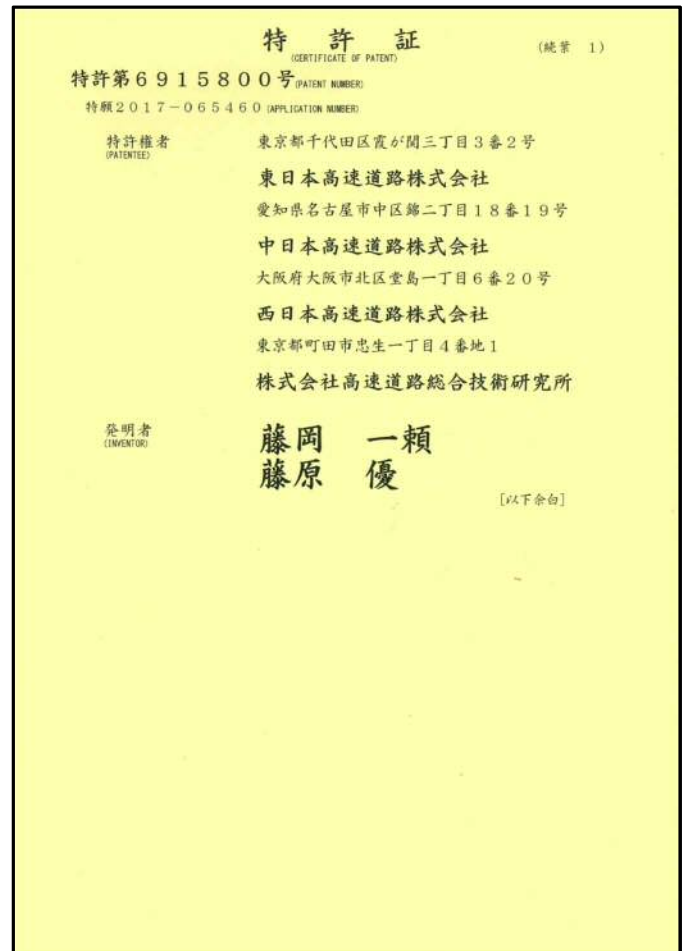 特許証
(CERTIFICATE OF PATENT)
(続葉 1)
特許第6915800号(PATENT NUMBER)
特願2017-065460(APPLICATION NUMBER)
特許権者
(PATENTEE)
東京都千代田区霞が関三丁目3番2号
東日本高速道路株式会社
愛知県名古屋市中区錦二丁目18番19号
中日本高速道路株式会社
大阪府大阪市北区堂島一丁目6番20号
西日本高速道路株式会社
東京都町田市忠生一丁目4番地1
株式会社高速道路総合技術研究所
発明者
(INVENTOR)
藤岡 一頼
藤原 優
[以下余白]